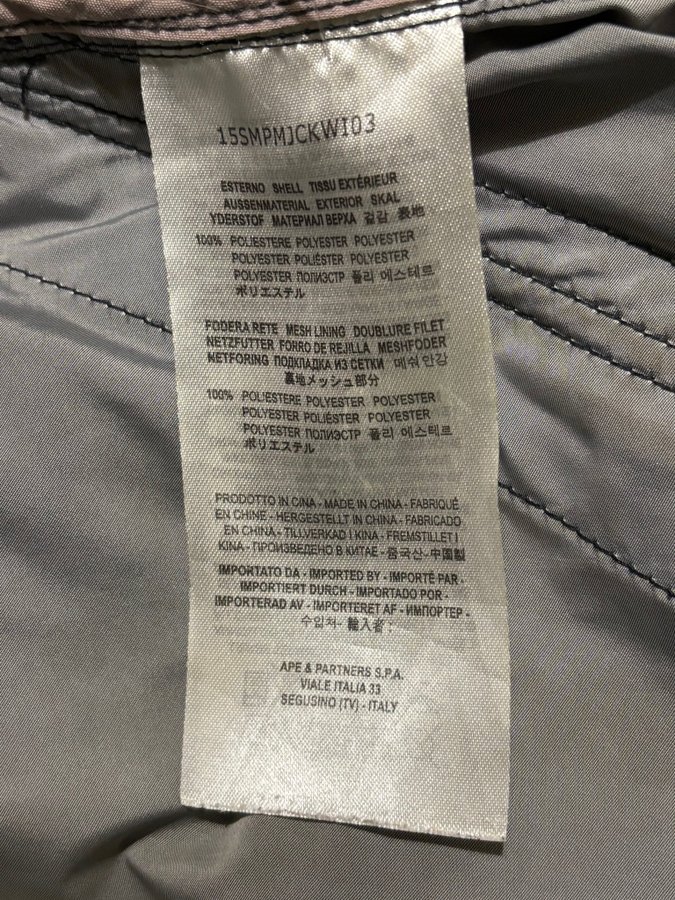 15SMPMJCKWI03
ESTERNO SHELL TISSU EXTÉRIEUR
AUSSENMATERIAL EXTERIOR SKAL
YDERSTOF МАТЕРИАЛ ВЕРХА 겉감 表地
100% POLIESTERE POLYESTER POLYESTER
POLYESTER POLIÉSTER POLYESTER
POLYESTER ПОЛИЭСТР 폴리 에스테르
ポリエステル
FODERA RETE MESH LINING DOUBLURE FILET
NETZFUTTER FORRO DE REJILLA MESHFODER
NETFORING ПОДКЛАДКА ИЗ СЕТКИ 메쉬 안감
裏地メッシュ部分
100% POLIESTERE POLYESTER POLYESTER
POLYESTER POLIÉSTER POLYESTER
POLYESTER ПОЛИЭСТР 폴리 에스테르
ポリエステル
PRODOTTO IN CINA - MADE IN CHINA - FABRIQUÉ
EN CHINE - HERGESTELLT IN CHINA - FABRICADO
EN CHINA - TILLVERKAD I KINA - FREMSTILLET I
KINA - ПРОИЗВЕДЕНО В КИТАЕ - 중국산 - 中国製
IMPORTATO DA - IMPORTED BY - IMPORTÉ PAR -
IMPORTIERT DURCH - IMPORTADO POR -
IMPORTERAD AV - IMPORTERET AF - ИМПОРТЕР -
수입처 - 輸入者 :
APE & PARTNERS S.P.A.
VIALE ITALIA 33
SEGUSINO (TV) - ITALY